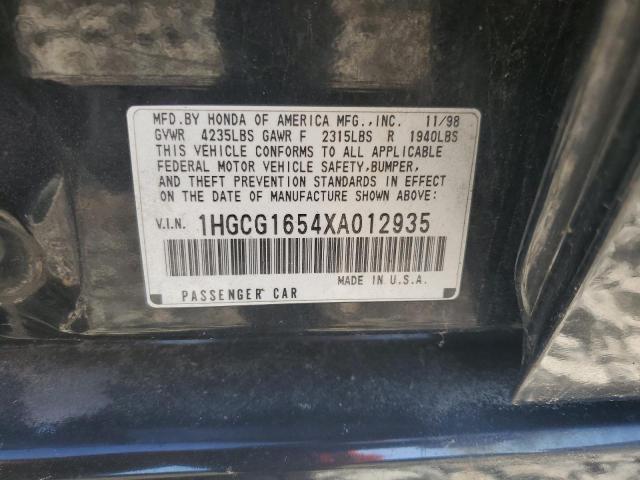 MFD.BY HONDA OF AMERICA MFG.,INC. 11/98
GVWR 4235LBS GAWR F 2315LBS R 1940LBS
THIS VEHICLE CONFORMS TO ALL APPLICABLE
FEDERAL MOTOR VEHICLE SAFETY,BUMPER,
AND THEFT PREVENTION STANDARDS IN EFFECT
ON THE DATE OF MANUFACTURE SHOWN ABOVE:
V.I.N. 1HGCG1654XA012935
MADE IN U.S.A.
PASSENGER CAR